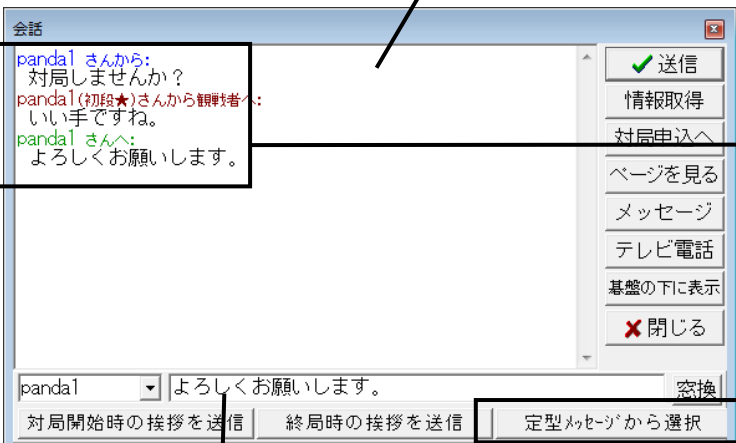 会話
panda1 さんから:
対局しませんか？
panda1(初段★)さんから観戦者へ:
いい手ですね。
panda1 さんへ:
よろしくお願いします。
送信
情報取得
対局申込へ
ページを見る
メッセージ
テレビ電話
碁盤の下に表示
閉じる
panda1 よろしくお願いします。 窓換
対局開始時の挨拶を送信 終局時の挨拶を送信 定型ﾒｯｾｰｼﾞから選択